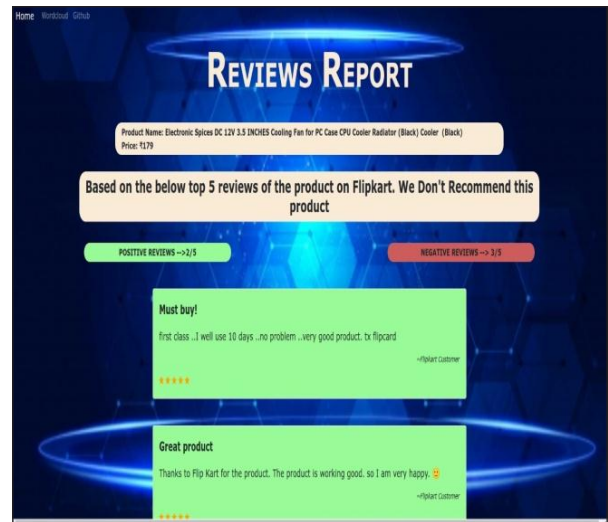 Home Wordcloud Github
REVIEWS REPORT
Product Name: Electronic Spices DC 12V 3.5 INCHES Cooling Fan for PC Case CPU Cooler Radiator (Black) Cooler (Black)
Price: ₹179
Based on the below top 5 reviews of the product on Flipkart. We Don't Recommend this
product
POSITIVE REVIEWS -->2/5
NEGATIVE REVIEWS --> 3/5
Must buy!
first class ..I well use 10 days ..no problem ..very good product. tx flipcard
~Flipkart Customer
Great product
Thanks to Flip Kart for the product. The product is working good. so I am very happy. 🙂
~Flipkart Customer